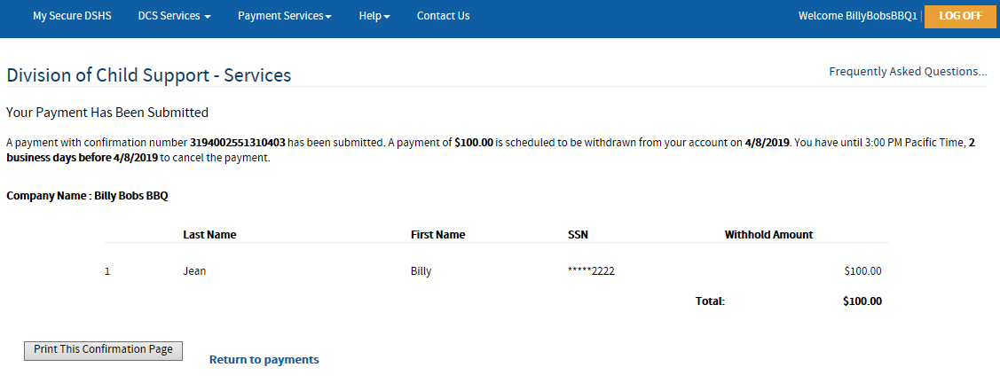 My Secure DSHS DCS Services Payment Services Help Contact Us Welcome BillyBobsBBQ1 | LOG OFF
Division of Child Support - Services Frequently Asked Questions...
Your Payment Has Been Submitted
A payment with confirmation number 3194002551310403 has been submitted. A payment of $100.00 is scheduled to be withdrawn from your account on 4/8/2019. You have until 3:00 PM Pacific Time, 2
business days before 4/8/2019 to cancel the payment.
Company Name : Billy Bobs BBQ
Last Name First Name SSN Withhold Amount
1 Jean Billy *****2222 $100.00
Total: $100.00
Print This Confirmation Page Return to payments